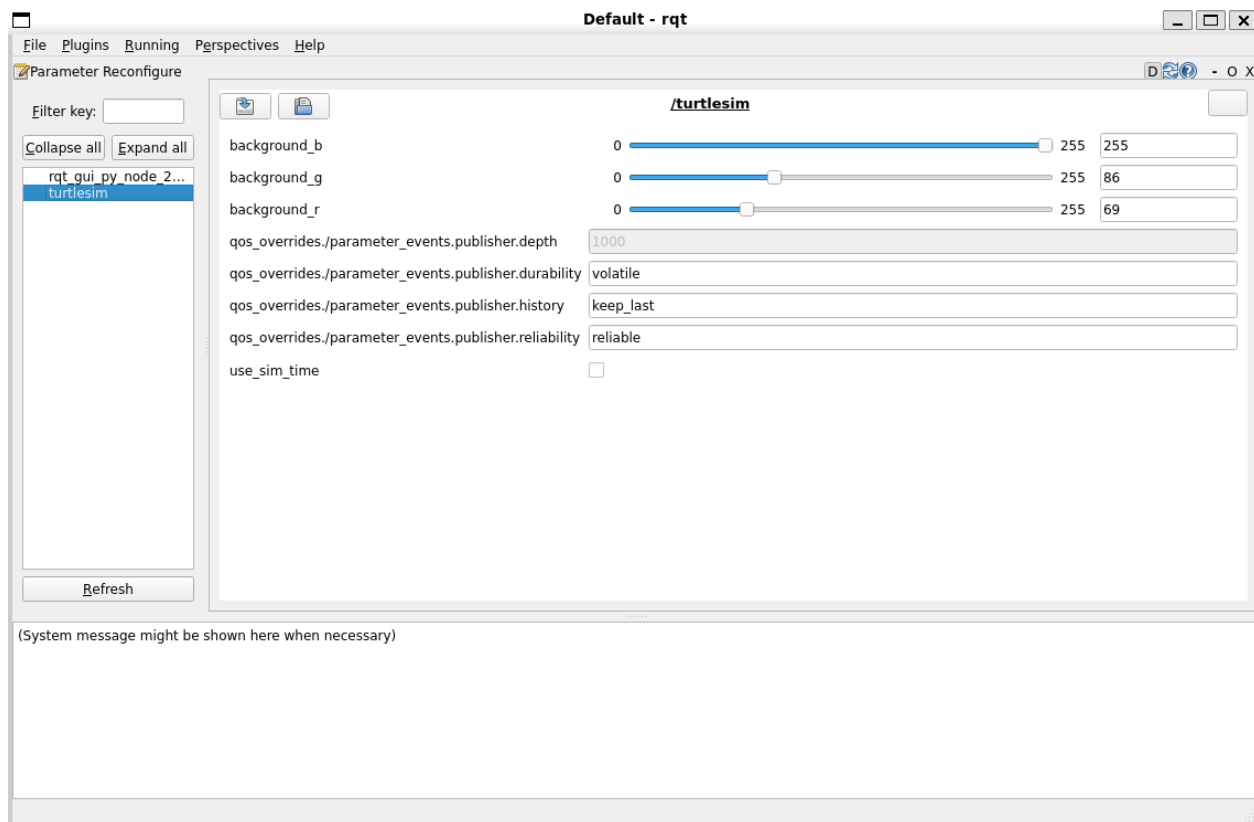 Default - rqt
File Plugins Running Perspectives Help
Parameter Reconfigure
D - O X
Filter key:
Collapse all Expand all
rqt_gui_py_node_2...
turtlesim
Refresh
/turtlesim
background_b 0 255 255
background_g 0 255 86
background_r 0 255 69
qos_overrides./parameter_events.publisher.depth 1000
qos_overrides./parameter_events.publisher.durability volatile
qos_overrides./parameter_events.publisher.history keep_last
qos_overrides./parameter_events.publisher.reliability reliable
use_sim_time
(System message might be shown here when necessary)